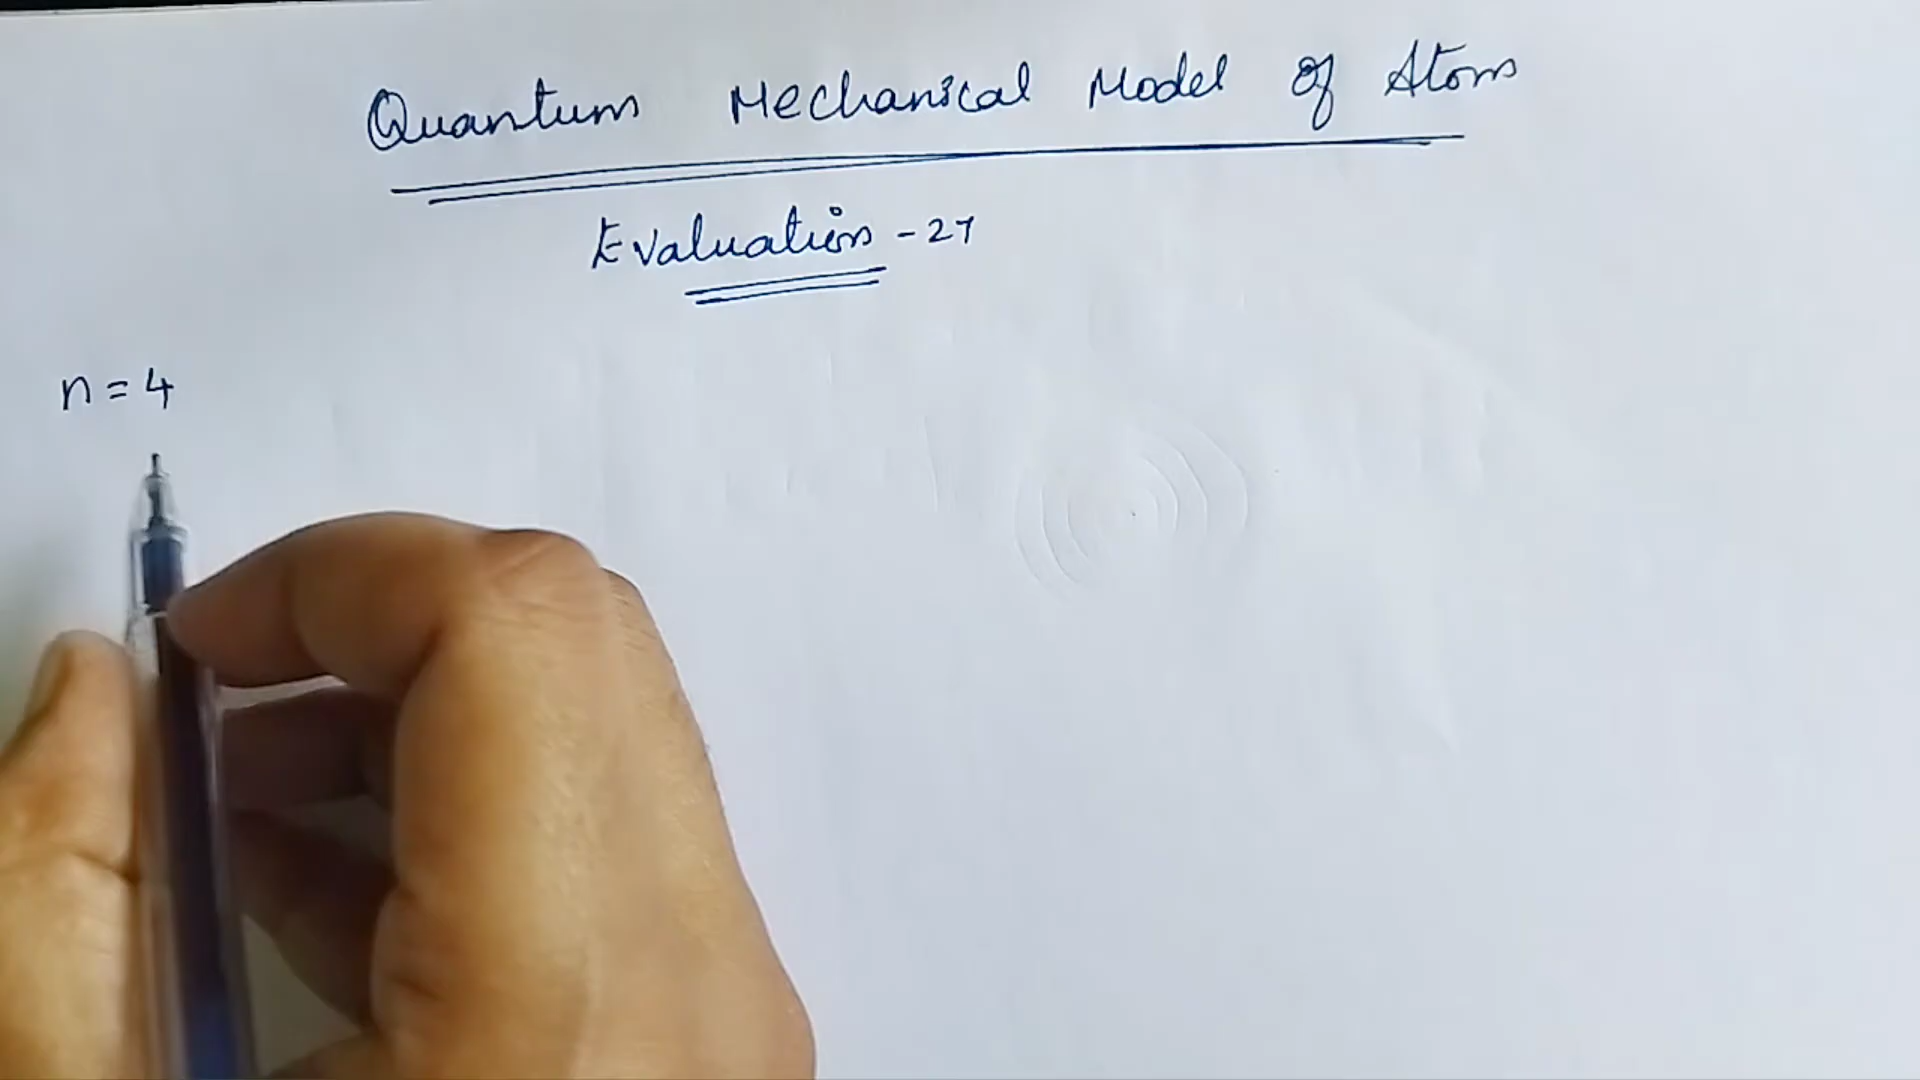 Quantum Mechanical Model of Atom
Evaluation - 27
n = 4